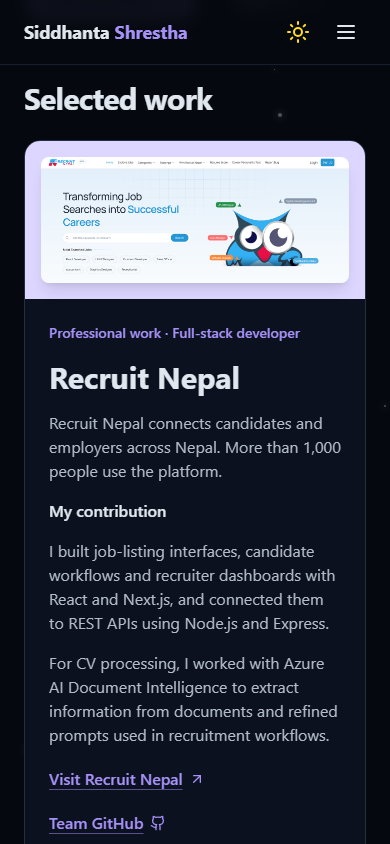 Siddhanta Shrestha
Selected work
RECRUIT
Transforming Job
Searches into Successful
Careers
Professional work · Full-stack developer
Recruit Nepal
Recruit Nepal connects candidates and
employers across Nepal. More than 1,000
people use the platform.
My contribution
I built job-listing interfaces, candidate
workflows and recruiter dashboards with
React and Next.js, and connected them
to REST APIs using Node.js and Express.
For CV processing, I worked with Azure
AI Document Intelligence to extract
information from documents and refined
prompts used in recruitment workflows.
Visit Recruit Nepal
Team GitHub